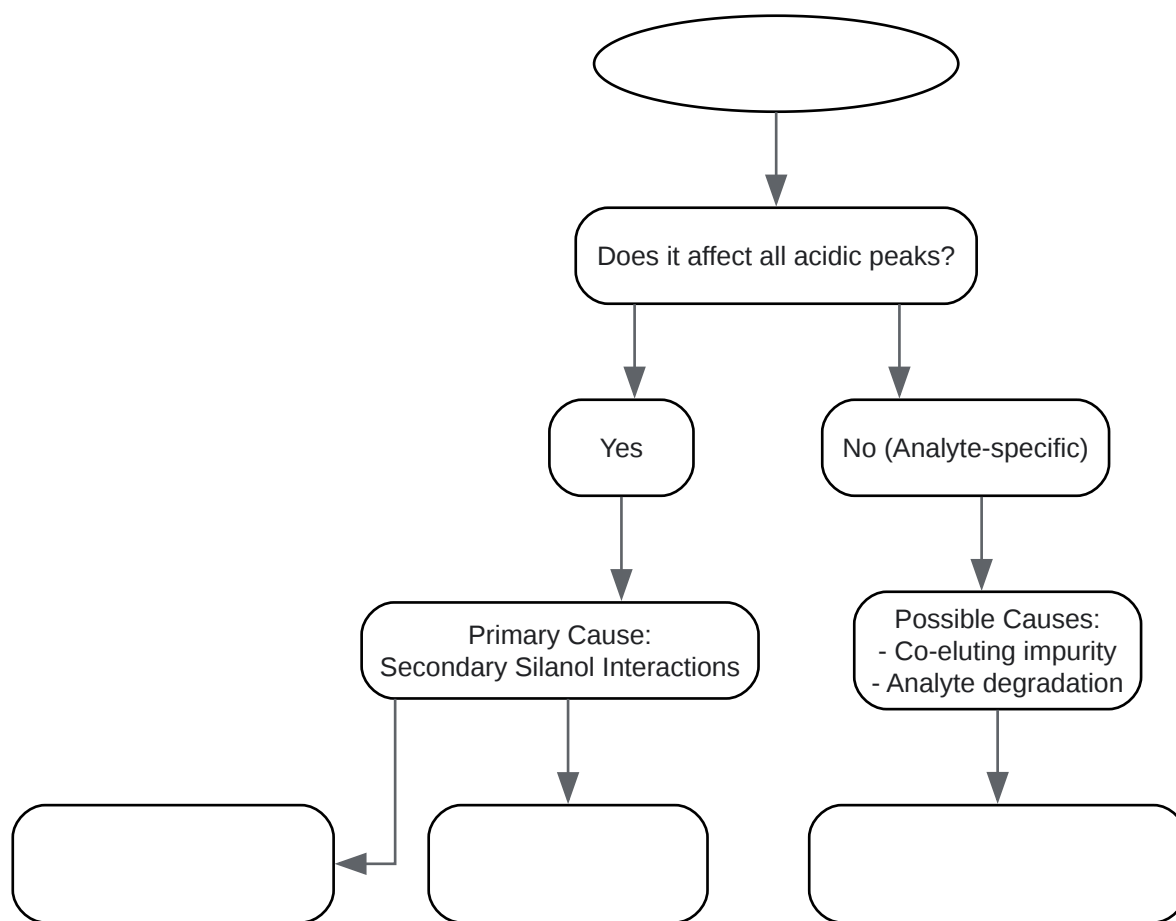 Does it affect all acidic peaks?
Yes
No (Analyte-specific)
Primary Cause:
Secondary Silanol Interactions
Possible Causes:
- Co-eluting impurity
- Analyte degradation